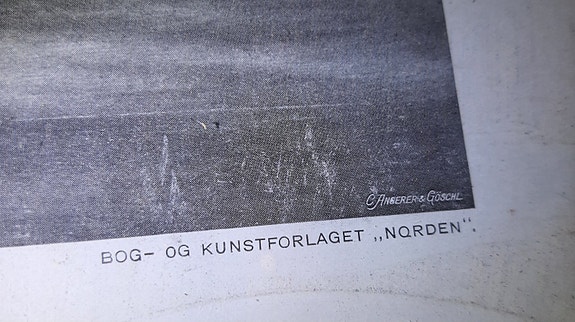 C. ANGERER & GÖSCHL
BOG- OG KUNSTFORLAGET „NORDEN“.